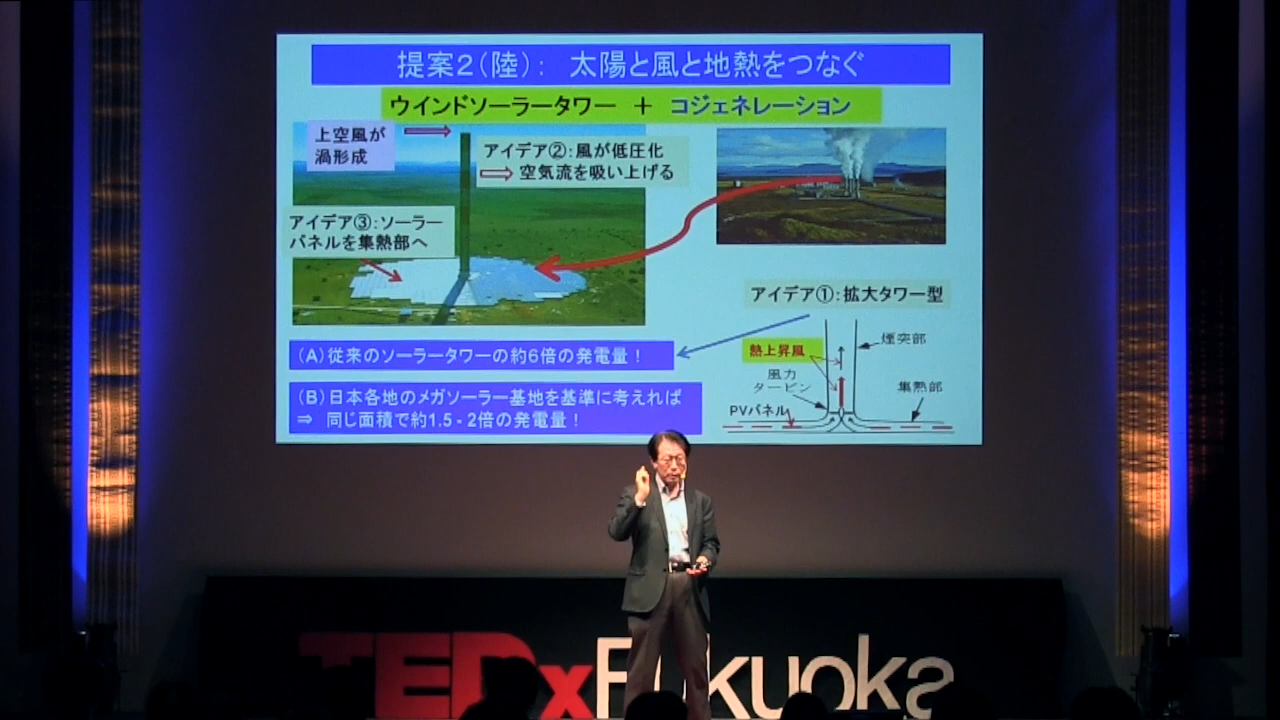 提案2(陸): 太陽と風と地熱をつなぐ
ウインドソーラータワー + コジェネレーション
上空風が
渦形成
アイデア②:風が低圧化
⇨ 空気流を吸い上げる
アイデア③:ソーラー
パネルを集熱部へ
アイデア①:拡大タワー型
(A)従来のソーラータワーの約6倍の発電量!
(B)日本各地のメガソーラー基地を基準に考えれば
⇒ 同じ面積で約1.5-2倍の発電量!
煙突部
熱上昇風
風力
タービン
集熱部
PVパネル
TEDxFukuoka